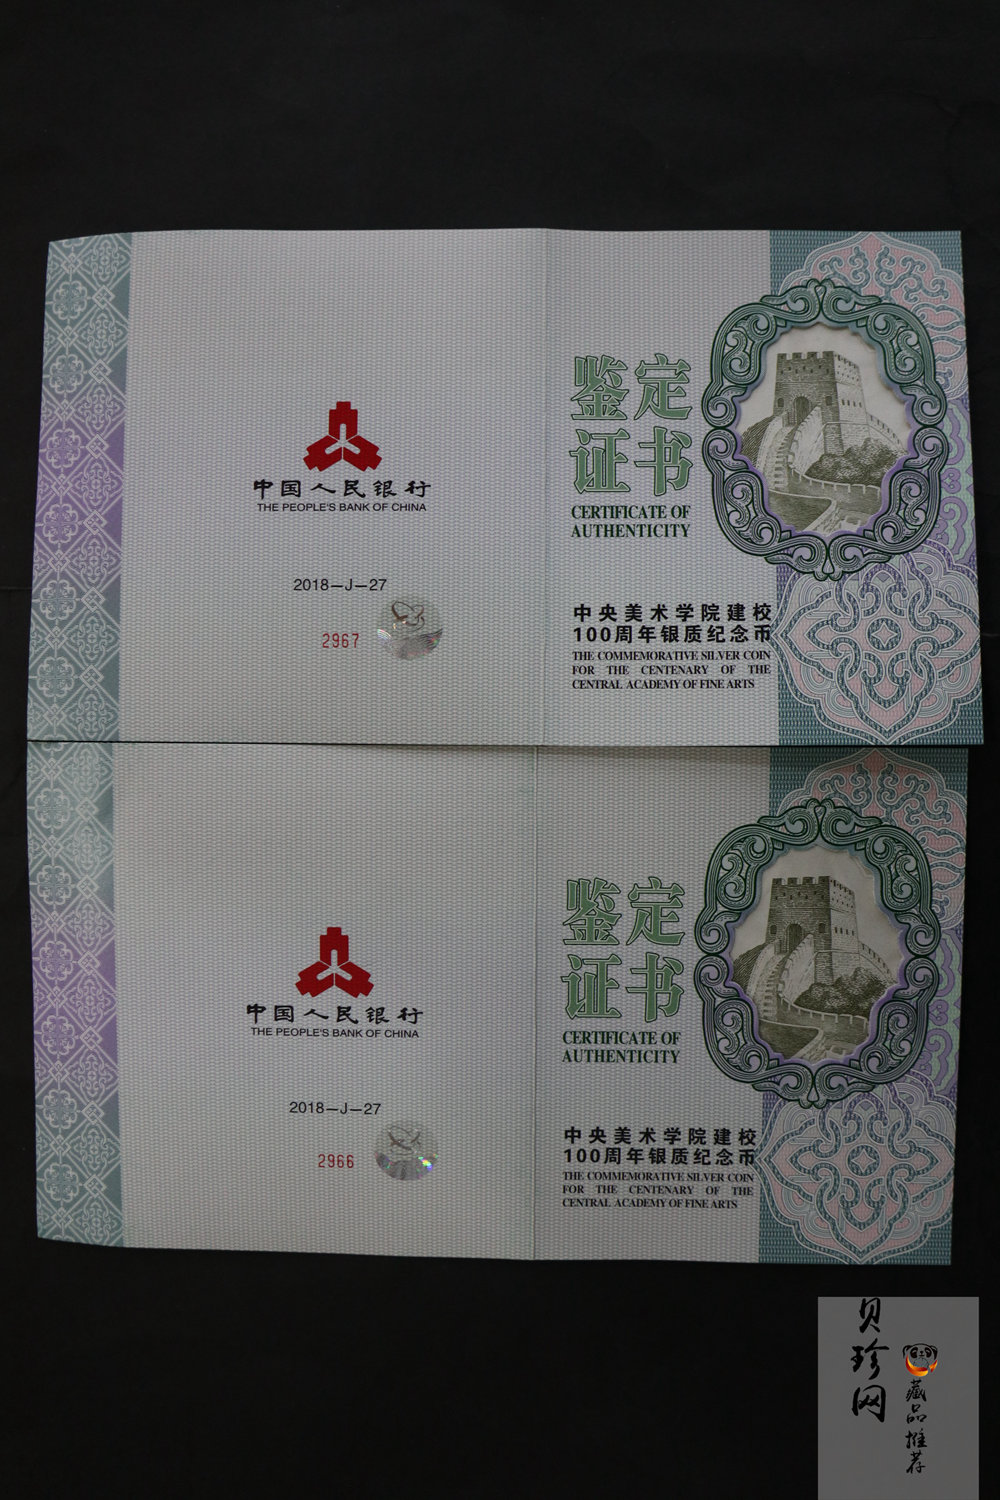 中国人民银行
THE PEOPLE'S BANK OF CHINA
2018—J—27
2967
鉴定
证书
CERTIFICATE OF
AUTHENTICITY
中央美术学院建校
100周年银质纪念币
THE COMMEMORATIVE SILVER COIN
FOR THE CENTENARY OF THE
CENTRAL ACADEMY OF FINE ARTS
中国人民银行
THE PEOPLE'S BANK OF CHINA
2018—J—27
2966
鉴定
证书
CERTIFICATE OF
AUTHENTICITY
中央美术学院建校
100周年银质纪念币
THE COMMEMORATIVE SILVER COIN
FOR THE CENTENARY OF THE
CENTRAL ACADEMY OF FINE ARTS
贝珍网
藏品推荐